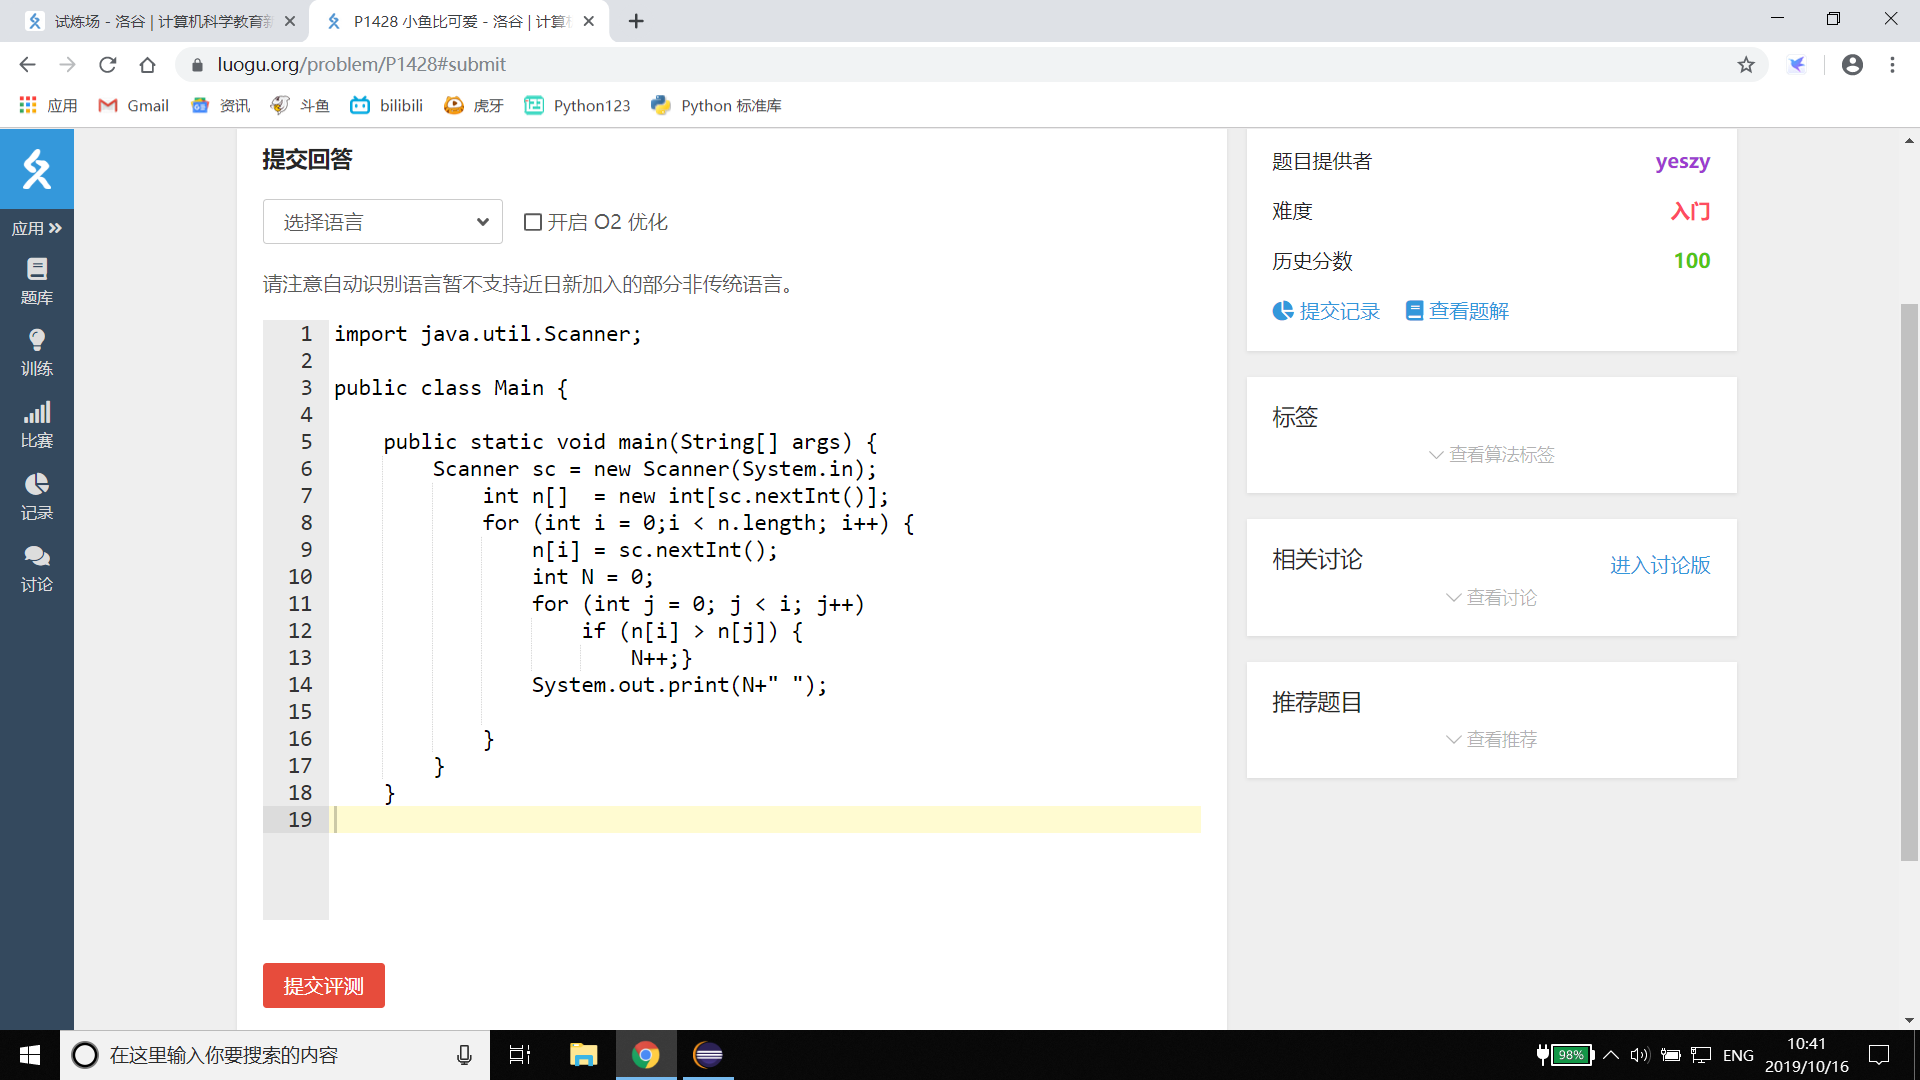 试炼场 - 洛谷 | 计算机科学教育新
P1428 小鱼比可爱 - 洛谷 | 计算
luogu.org/problem/P1428#submit
应用
Gmail
资讯
斗鱼
bilibili
虎牙
Python123
Python 标准库
应用
题库
训练
比赛
记录
讨论
提交回答
选择语言
开启 O2 优化
请注意自动识别语言暂不支持近日新加入的部分非传统语言。
1 import java.util.Scanner;
2
3 public class Main {
4
5     public static void main(String[] args) {
6         Scanner sc = new Scanner(System.in);
7             int n[]  = new int[sc.nextInt()];
8             for (int i = 0;i < n.length; i++) {
9                 n[i] = sc.nextInt();
10                 int N = 0;
11                 for (int j = 0; j < i; j++)
12                     if (n[i] > n[j]) {
13                         N++;}
14                 System.out.print(N+" ");
15
16             }
17         }
18     }
19
提交评测
题目提供者 yeszy
难度 入门
历史分数 100
提交记录 查看题解
标签
查看算法标签
相关讨论 进入讨论版
查看讨论
推荐题目
查看推荐
在这里输入你要搜索的内容
98%
ENG
10:41
2019/10/16